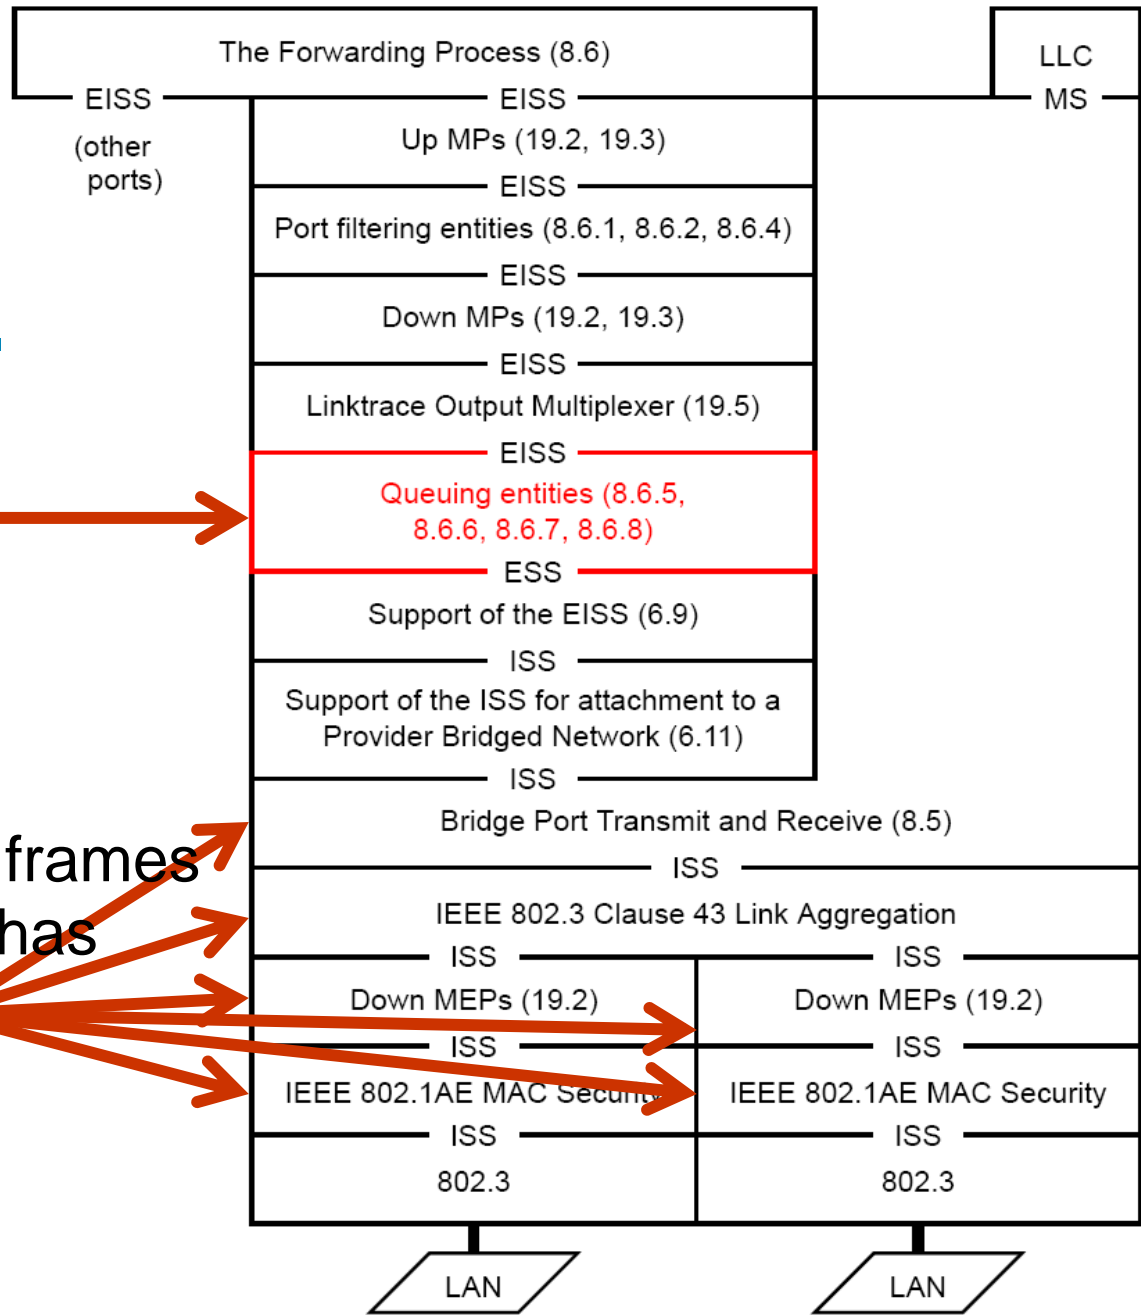 The Forwarding Process (8.6)
LLC
EISS
EISS
MS
(other
ports)
Up MPs (19.2, 19.3)
EISS
Port filtering entities (8.6.1, 8.6.2, 8.6.4)
EISS
Down MPs (19.2, 19.3)
EISS
Linktrace Output Multiplexer (19.5)
EISS
Queuing entities (8.6.5,
8.6.6, 8.6.7, 8.6.8)
ESS
Support of the EISS (6.9)
ISS
Support of the ISS for attachment to a
Provider Bridged Network (6.11)
ISS
Bridge Port Transmit and Receive (8.5)
frames
has
ISS
IEEE 802.3 Clause 43 Link Aggregation
ISS
ISS
Down MEPs (19.2)
Down MEPs (19.2)
ISS
ISS
IEEE 802.1AE MAC Security
IEEE 802.1AE MAC Security
ISS
ISS
802.3
802.3
LAN
LAN